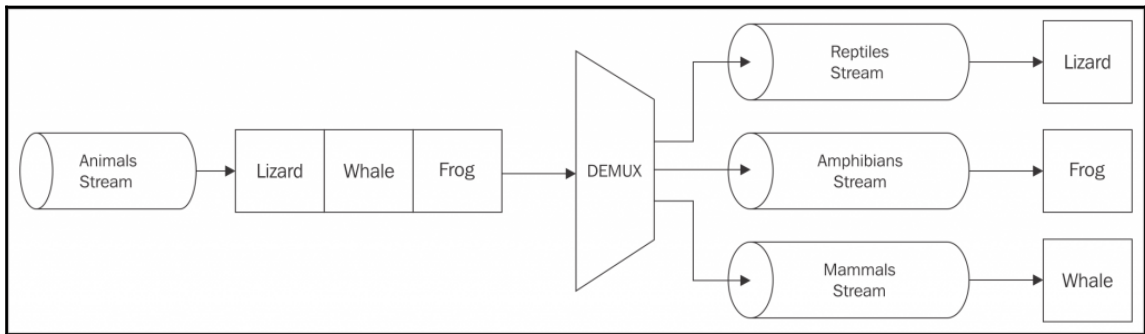 Animals
Stream
Lizard
Whale
Frog
DEMUX
Reptiles
Stream
Lizard
Amphibians
Stream
Frog
Mammals
Stream
Whale